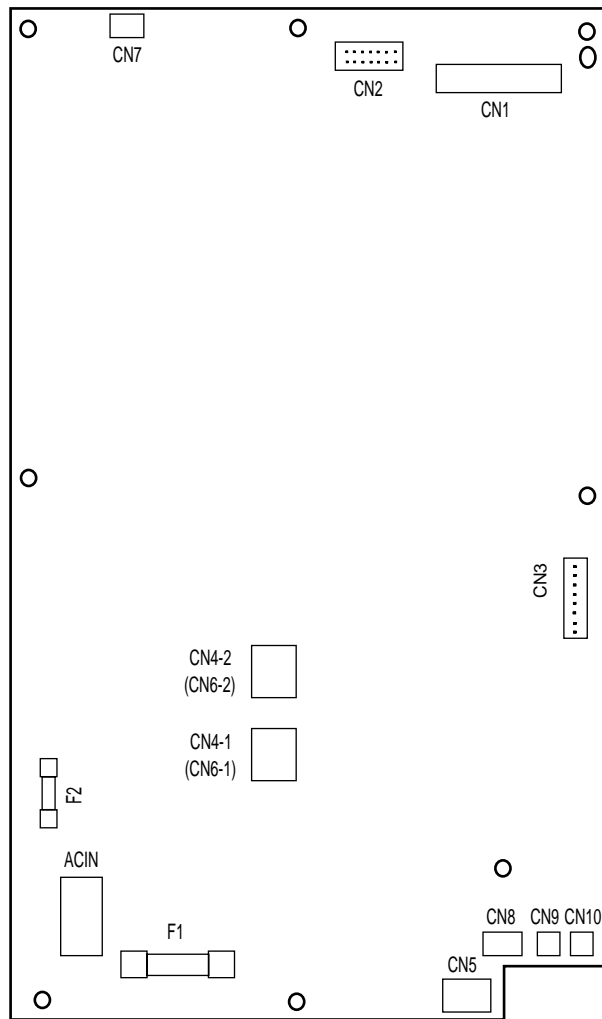 CN7
CN2
CN1
CN3
CN4-2
(CN6-2)
CN4-1
(CN6-1)
F2
ACIN
F1
CN8
CN9
CN10
CN5